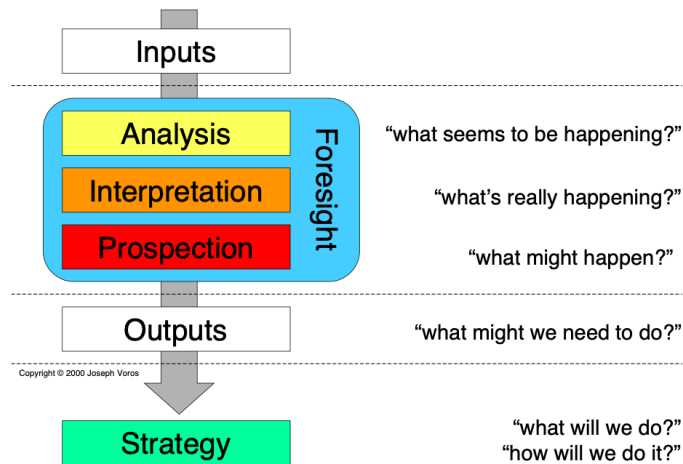 Inputs
Analysis
“what seems to be happening?”
Interpretation
“what’s really happening?”
Prospection
“what might happen?”
Foresight
Outputs
“what might we need to do?”
Copyright © 2000 Joseph Voros
Strategy
“what will we do?”
“how will we do it?”